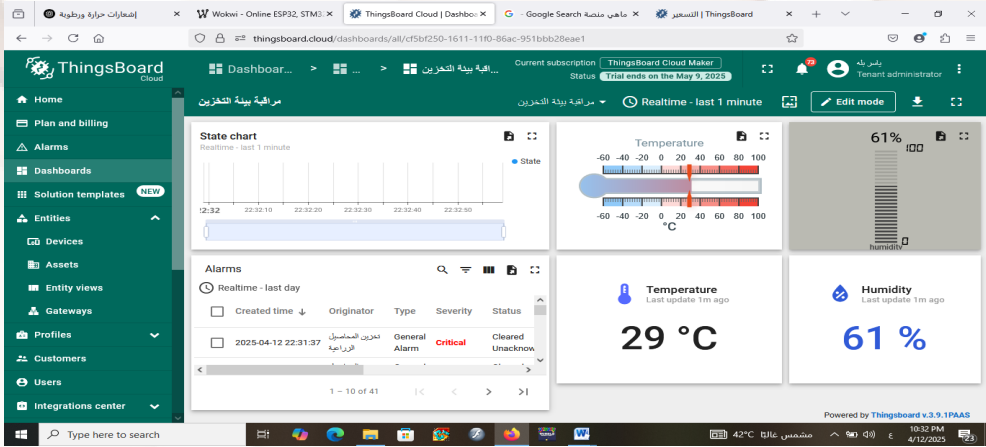 إشعارات حرارة ورطوبة
Wokwi - Online ESP32, STM3
ThingsBoard Cloud | Dashboa
ماهي منصة - Google Search
التسعير | ThingsBoard
thingsboard.cloud/dashboards/all/cf5bf250-1611-11f0-86ac-951bbb28eae1
ThingsBoard
Cloud
Dashboar... > ... > ...اقبة بيئة التخزين
Current subscription ThingsBoard Cloud Maker
Status Trial ends on the May 9, 2025
73
ياسر بله
Tenant administrator
مراقبة بيئة التخزين
مراقبة بيئة التخزين
Realtime - last 1 minute
Edit mode
Home
Plan and billing
Alarms
Dashboards
Solution templates NEW
Entities
Devices
Assets
Entity views
Gateways
Profiles
Customers
Users
Integrations center
State chart
Realtime - last 1 minute
State
2:32 22:32:10 22:32:20 22:32:30 22:32:40 22:32:50
Temperature
-60 -40 -20 0 20 40 60 80 100
-60 -40 -20 0 20 40 60 80 100
°C
61%
100
0
humidity
Alarms
Realtime - last day
Created time Originator Type Severity Status
2025-04-12 22:31:37 تخزين المحاصيل الزراعية General Alarm Critical Cleared Unacknow
1 – 10 of 41
Temperature
Last update 1m ago
29 °C
Humidity
Last update 1m ago
61 %
Powered by Thingsboard v.3.9.1PAAS
Type here to search
42°C مشمس غالبًا
ع
10:32 PM
4/12/2025
23